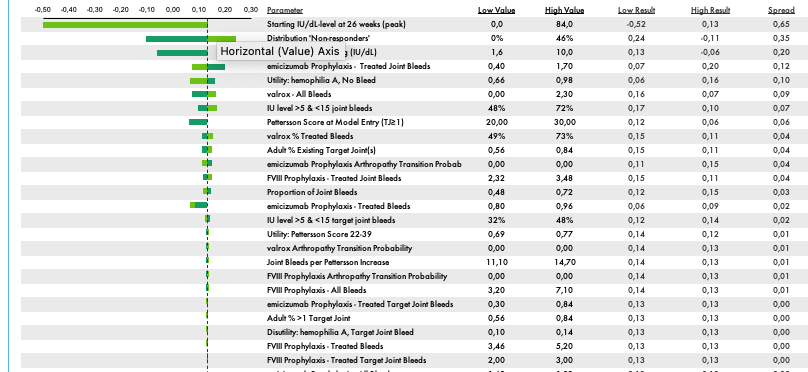 -0,50 -0,40 -0,30 -0,20 -0,10 0,00 0,10 0,20 0,30 Parameter Low Value High Value Low Result High Result Spread
Starting IU/dL-level at 26 weeks (peak) 0,0 84,0 -0,52 0,13 0,65
Distribution 'Non-responders' 0% 46% 0,24 -0,11 0,35
Horizontal (Value) Axis (IU/dL) 1,6 10,0 0,13 -0,06 0,20
emicizumab Prophylaxis - Treated Joint Bleeds 0,40 1,70 0,07 0,20 0,12
Utility: hemophilia A, No Bleed 0,66 0,98 0,06 0,16 0,10
valrox - All Bleeds 0,00 2,30 0,16 0,07 0,09
IU level >5 & <15 joint bleeds 48% 72% 0,17 0,10 0,07
Pettersson Score at Model Entry (TJ≥1) 20,00 30,00 0,12 0,06 0,06
valrox % Treated Bleeds 49% 73% 0,15 0,11 0,04
Adult % Existing Target Joint(s) 0,56 0,84 0,15 0,11 0,04
emicizumab Prophylaxis Arthropathy Transition Probab 0,00 0,00 0,11 0,15 0,04
FVIII Prophylaxis - Treated Joint Bleeds 2,32 3,48 0,15 0,11 0,04
Proportion of Joint Bleeds 0,48 0,72 0,12 0,15 0,03
emicizumab Prophylaxis - Treated Bleeds 0,80 0,96 0,06 0,09 0,02
IU level >5 & <15 target joint bleeds 32% 48% 0,12 0,14 0,02
Utility: Pettersson Score 22-39 0,69 0,77 0,14 0,12 0,01
valrox Arthropathy Transition Probability 0,00 0,00 0,14 0,13 0,01
Joint Bleeds per Pettersson Increase 11,10 14,70 0,14 0,13 0,01
FVIII Prophylaxis Arthropathy Transition Probability 0,00 0,00 0,14 0,13 0,01
FVIII Prophylaxis - All Bleeds 3,20 7,10 0,14 0,13 0,01
emicizumab Prophylaxis - Treated Target Joint Bleeds 0,30 0,84 0,13 0,13 0,00
Adult % >1 Target Joint 0,56 0,84 0,13 0,13 0,00
Disutility: hemophilia A, Target Joint Bleed 0,10 0,14 0,13 0,13 0,00
FVIII Prophylaxis - Treated Bleeds 3,46 5,20 0,13 0,13 0,00
FVIII Prophylaxis - Treated Target Joint Bleeds 2,00 3,00 0,13 0,13 0,00